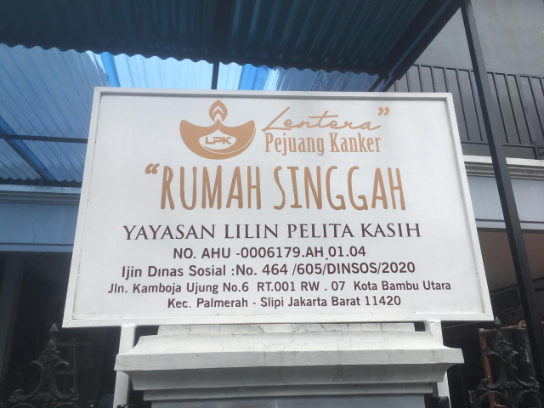 LPK
Lentera”
Pejuang Kanker
“RUMAH SINGGAH
YAYASAN LILIN PELITA KASIH
NO. AHU -0006179.AH.01.04
Ijin Dinas Sosial :No. 464 /605/DINSOS/2020
Jln. Kamboja Ujung No.6 RT.001 RW . 07 Kota Bambu Utara
Kec. Palmerah - Slipi Jakarta Barat 11420